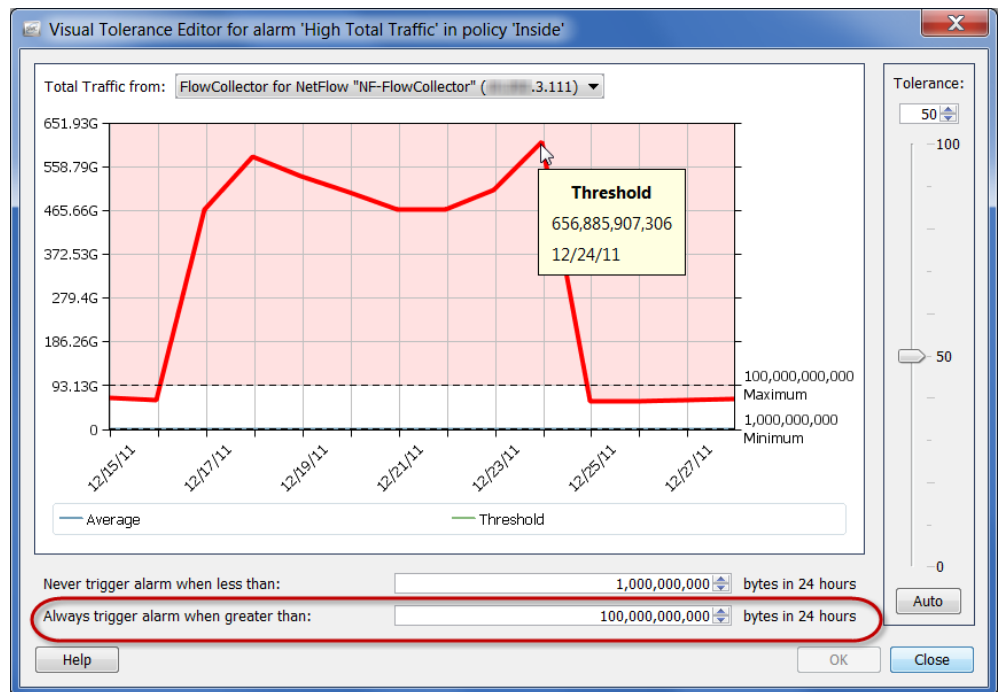 Visual Tolerance Editor for alarm 'High Total Traffic' in policy 'Inside'
Total Traffic from: FlowCollector for NetFlow "NF-FlowCollector" ( .3.111)
Tolerance:
50
651.93G
558.79G
465.66G
372.53G
279.4G
186.26G
93.13G
0
Threshold
656,885,907,306
12/24/11
100,000,000,000
Maximum
1,000,000,000
Minimum
12/15/11
12/17/11
12/19/11
12/21/11
12/23/11
12/25/11
12/27/11
Average
Threshold
100
50
0
Auto
Never trigger alarm when less than: 1,000,000,000 bytes in 24 hours
Always trigger alarm when greater than: 100,000,000,000 bytes in 24 hours
Help
OK
Close